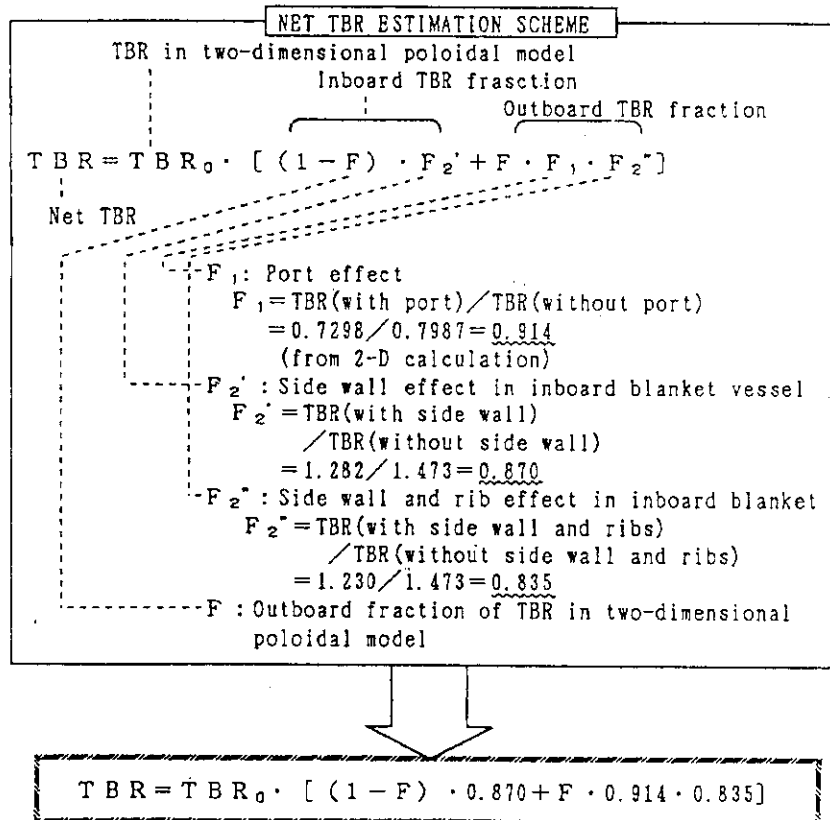 NET TBR ESTIMATION SCHEME
TBR in two-dimensional poloidal model
Inboard TBR frasction
Outboard TBR fraction
TBR=TBR₀· [ (1-F) ·F₂'+F·F₁·F₂"]
Net TBR
F₁: Port effect
F₁=TBR(with port)/TBR(without port)
=0.7298/0.7987=0.914
(from 2-D calculation)
F₂' : Side wall effect in inboard blanket vessel
F₂'=TBR(with side wall)
/TBR(without side wall)
=1.282/1.473=0.870
F₂" : Side wall and rib effect in inboard blanket
F₂"=TBR(with side wall and ribs)
/TBR(without side wall and ribs)
=1.230/1.473=0.835
F : Outboard fraction of TBR in two-dimensional
poloidal model
TBR=TBR₀· [ (1-F) ·0.870+F·0.914·0.835]